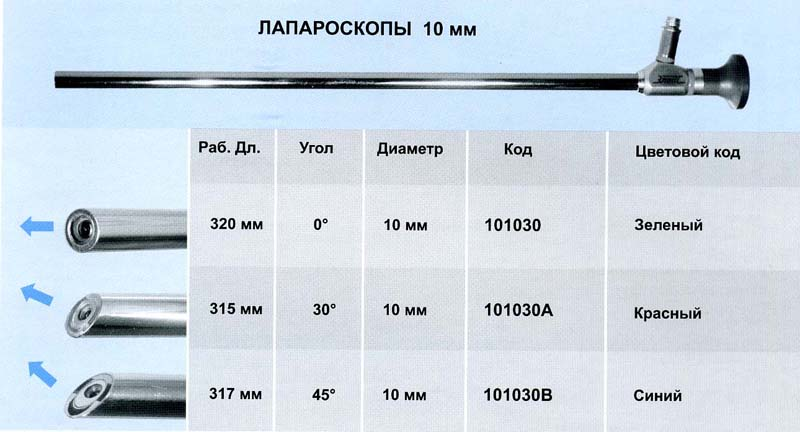 ЛАПАРОСКОПЫ 10 мм
Раб. Дл. Угол Диаметр Код Цветовой код
320 мм 0° 10 мм 101030 Зеленый
315 мм 30° 10 мм 101030A Красный
317 мм 45° 10 мм 101030B Синий